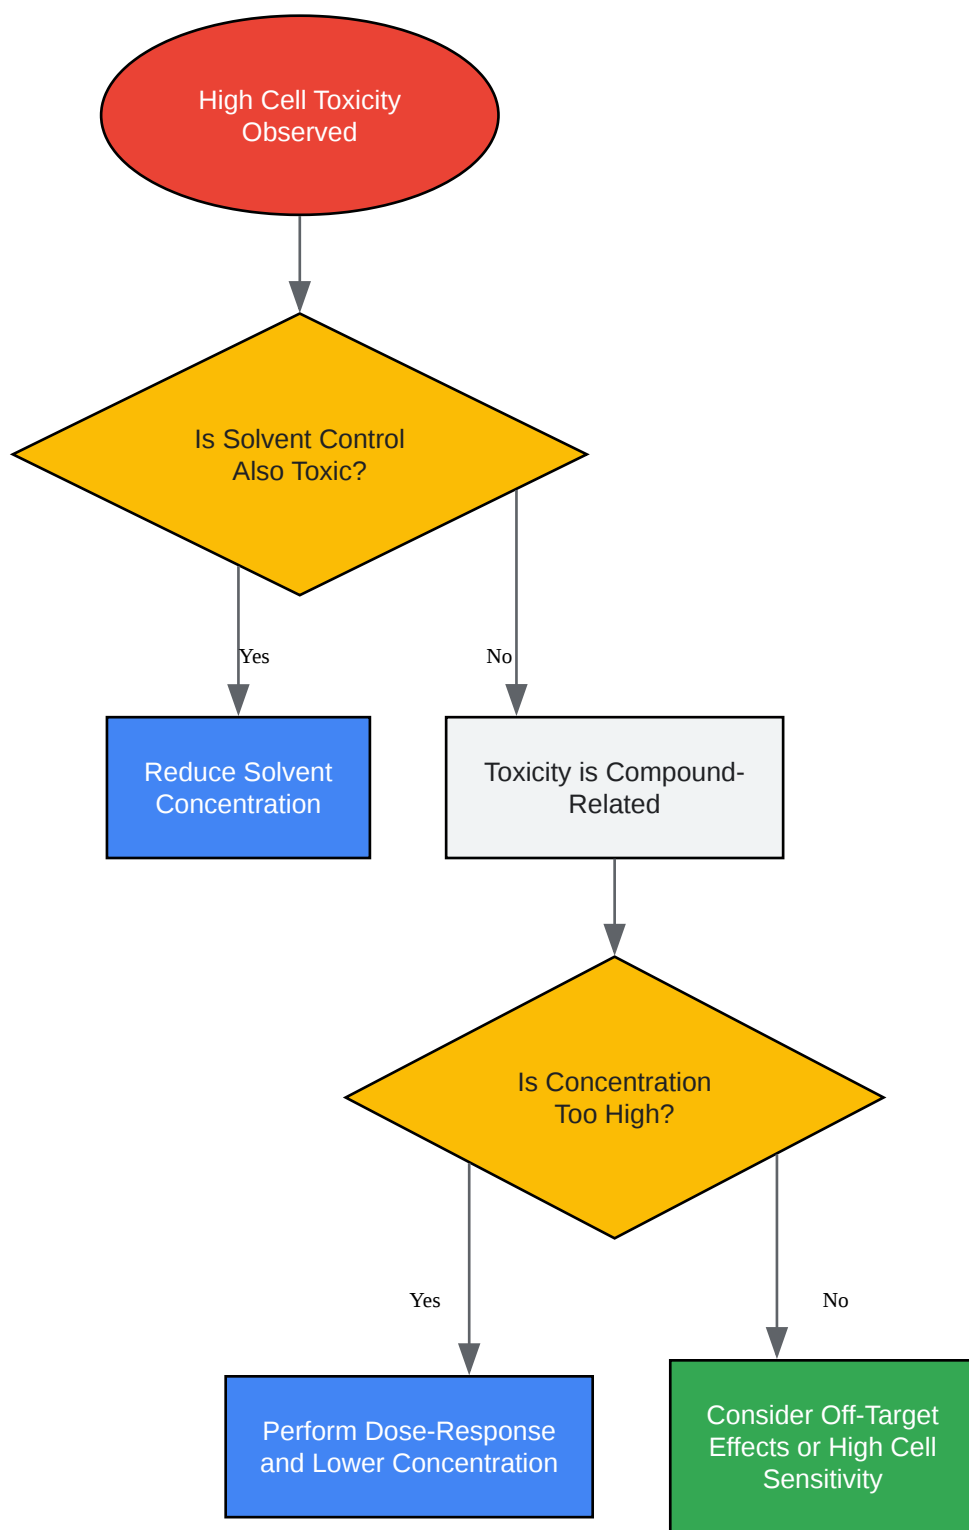 High Cell Toxicity
Observed
Is Solvent Control
Also Toxic?
Yes
No
Reduce Solvent
Concentration
Toxicity is Compound-
Related
Is Concentration
Too High?
Yes
No
Perform Dose-Response
and Lower Concentration
Consider Off-Target
Effects or High Cell
Sensitivity